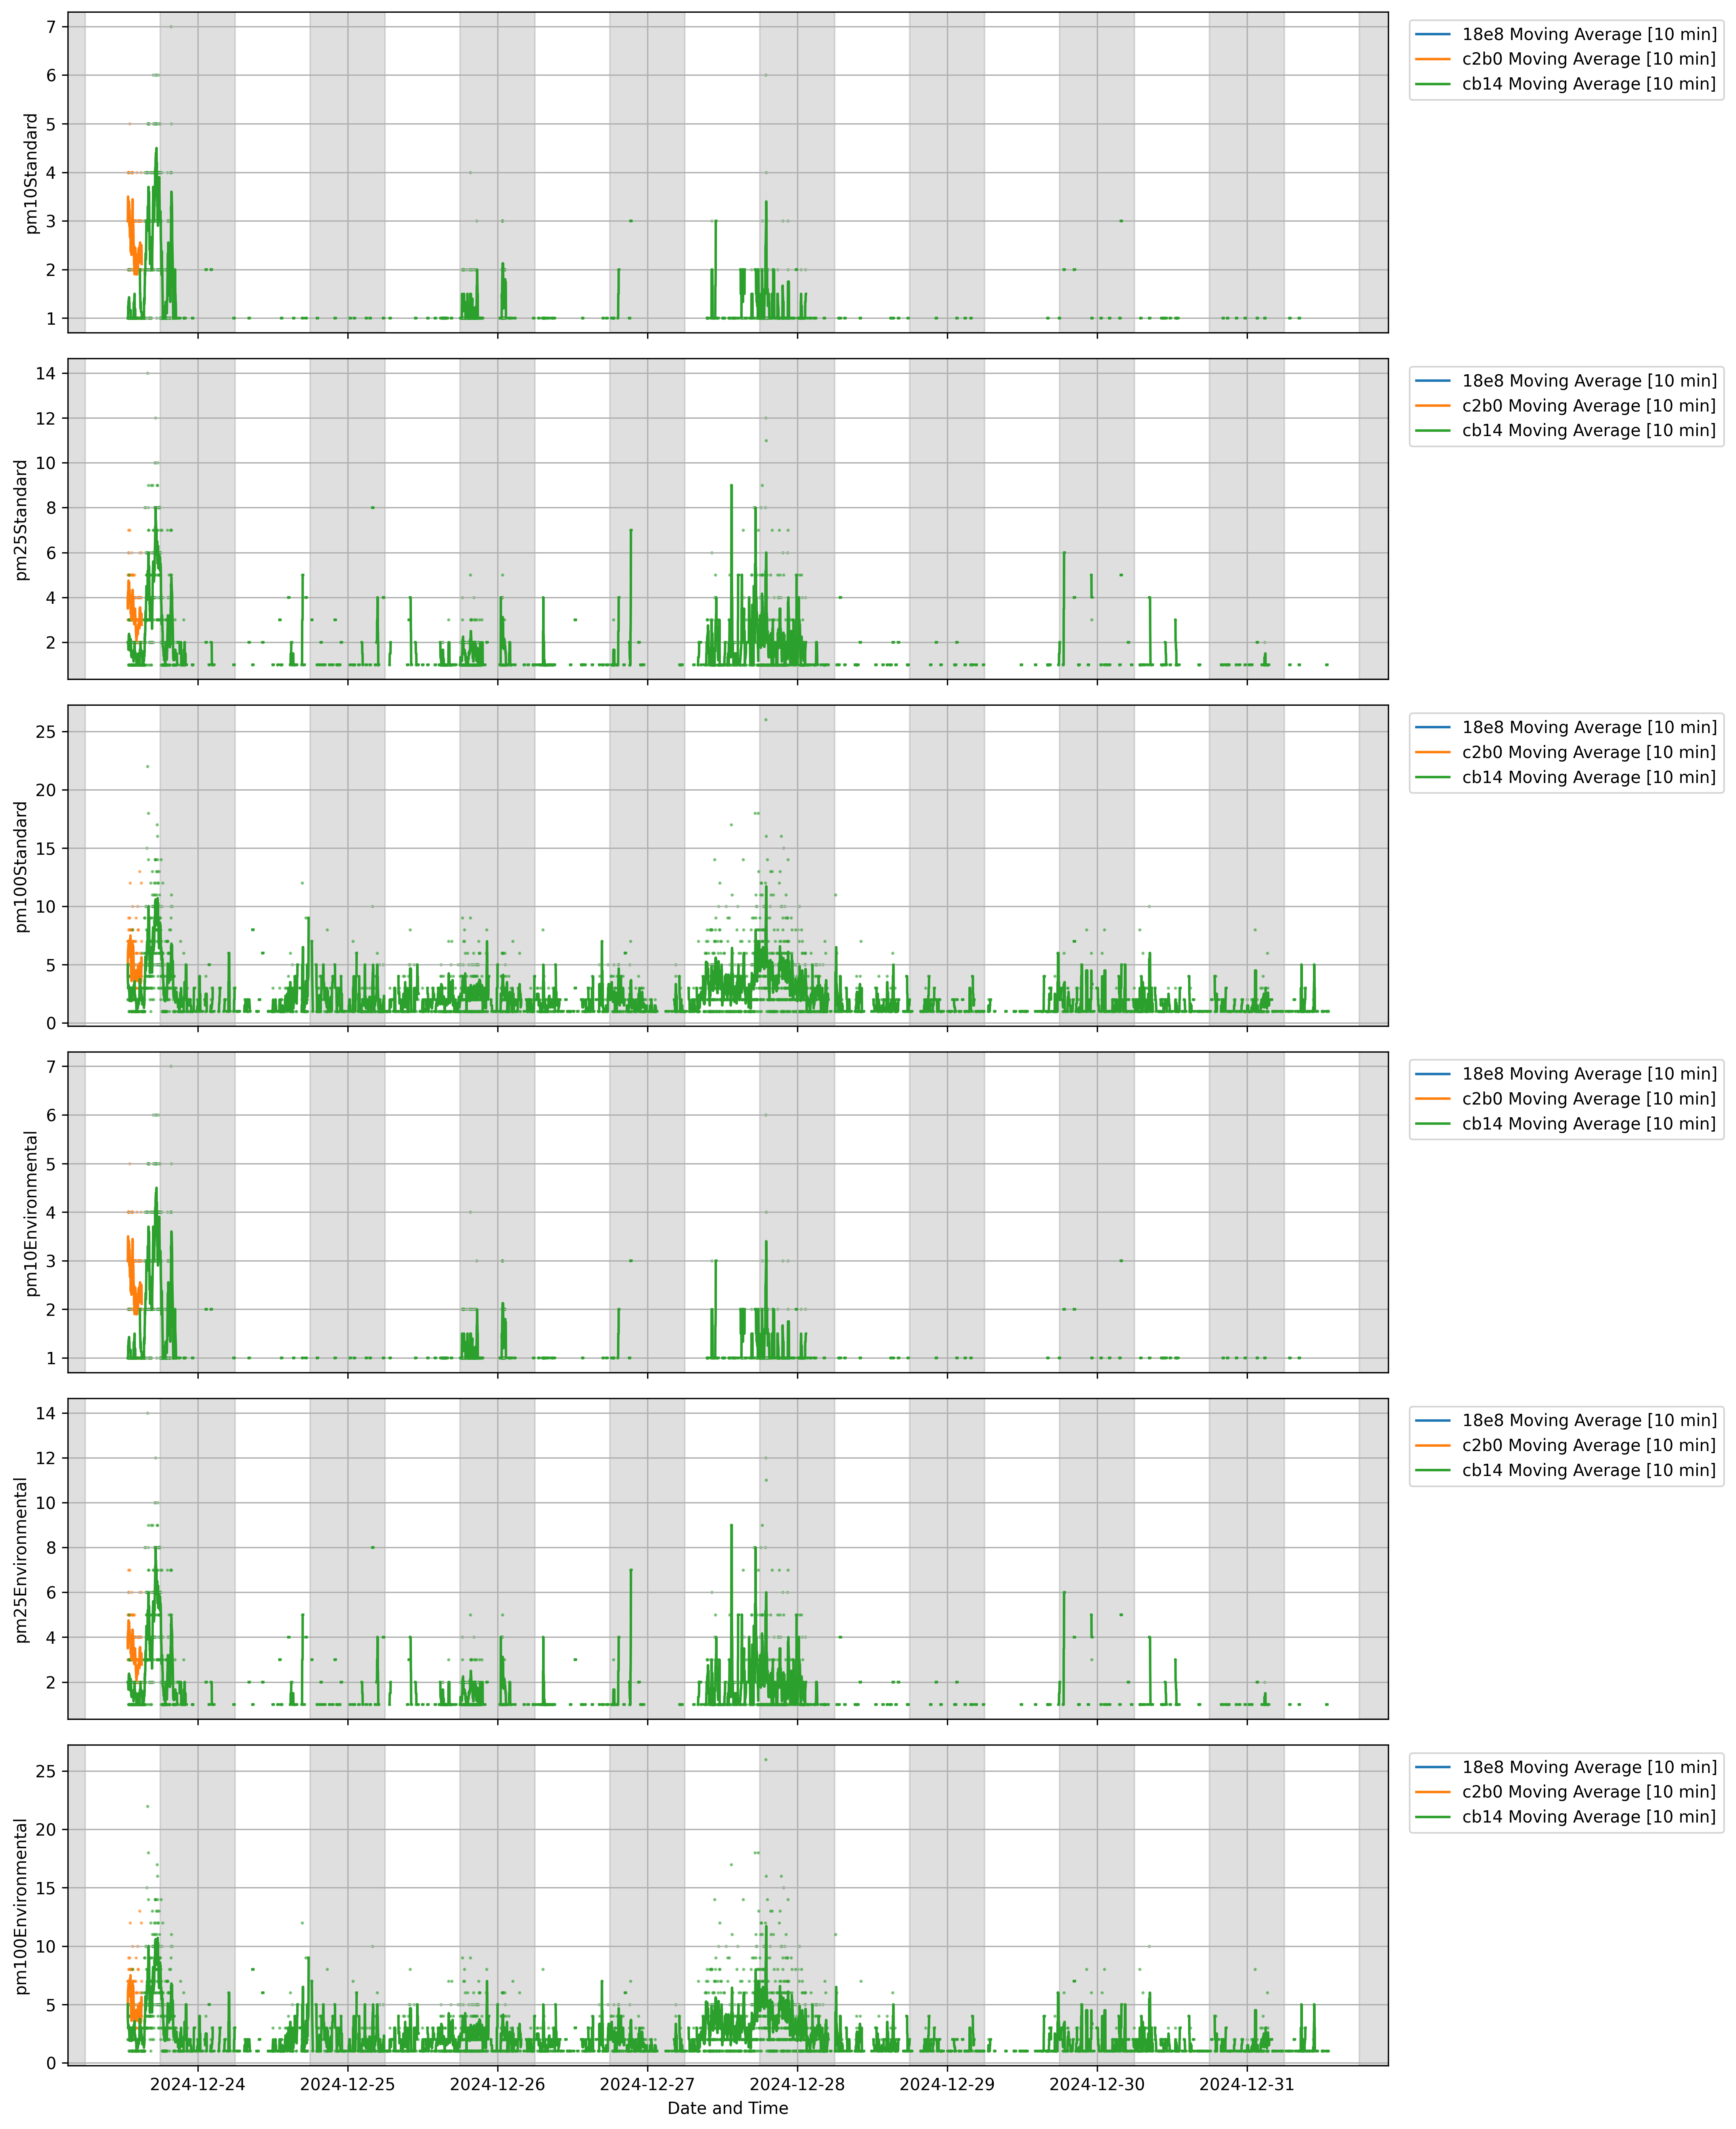 7
6
5
4
3
2
1
pm10Standard
18e8 Moving Average [10 min]
c2b0 Moving Average [10 min]
cb14 Moving Average [10 min]
14
12
10
8
6
4
2
pm25Standard
18e8 Moving Average [10 min]
c2b0 Moving Average [10 min]
cb14 Moving Average [10 min]
25
20
15
10
5
0
pm100Standard
18e8 Moving Average [10 min]
c2b0 Moving Average [10 min]
cb14 Moving Average [10 min]
7
6
5
4
3
2
1
pm10Environmental
18e8 Moving Average [10 min]
c2b0 Moving Average [10 min]
cb14 Moving Average [10 min]
14
12
10
8
6
4
2
pm25Environmental
18e8 Moving Average [10 min]
c2b0 Moving Average [10 min]
cb14 Moving Average [10 min]
25
20
15
10
5
0
pm100Environmental
18e8 Moving Average [10 min]
c2b0 Moving Average [10 min]
cb14 Moving Average [10 min]
2024-12-24 2024-12-25 2024-12-26 2024-12-27 2024-12-28 2024-12-29 2024-12-30 2024-12-31
Date and Time